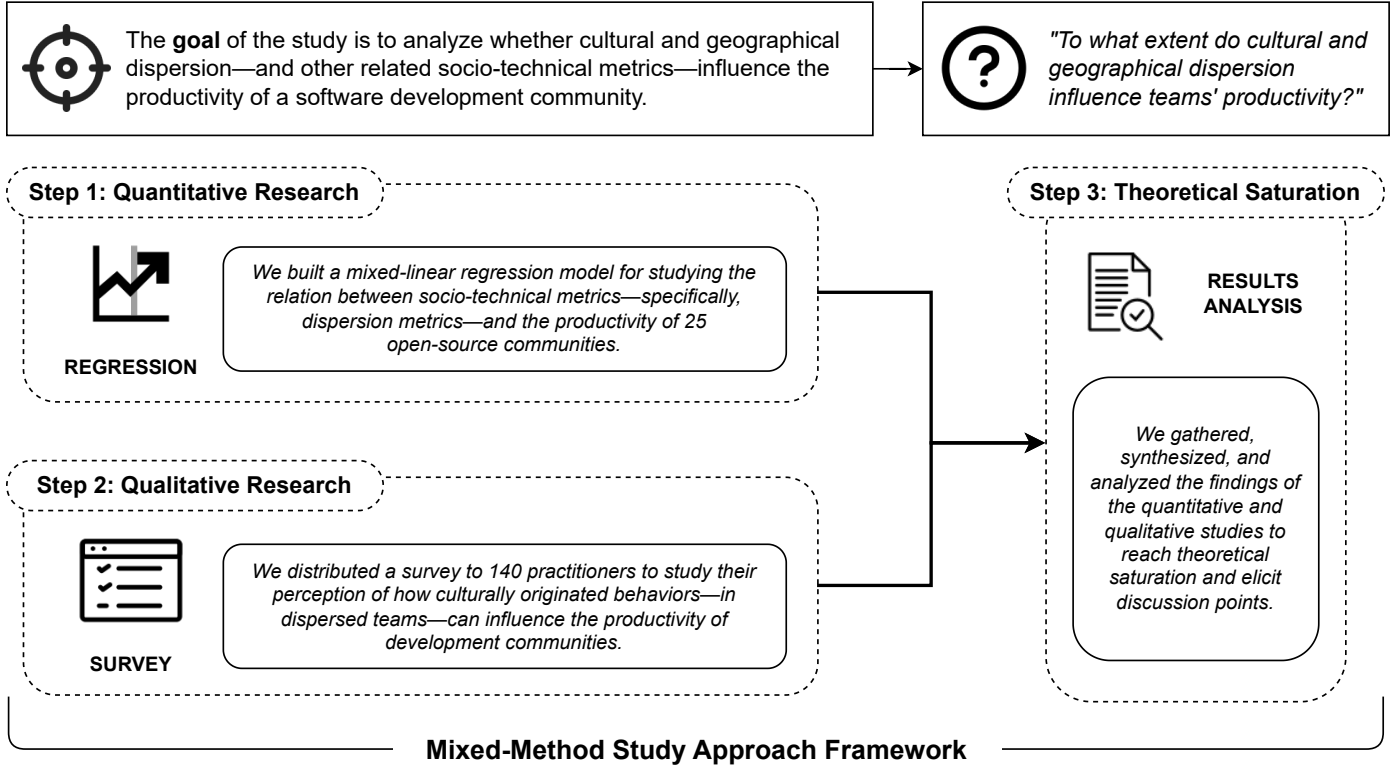 The goal of the study is to analyze whether cultural and geographical
dispersion—and other related socio-technical metrics—influence the
productivity of a software development community.
"To what extent do cultural and
geographical dispersion
influence teams' productivity?"
Step 1: Quantitative Research
REGRESSION
We built a mixed-linear regression model for studying the
relation between socio-technical metrics—specifically,
dispersion metrics—and the productivity of 25
open-source communities.
Step 2: Qualitative Research
SURVEY
We distributed a survey to 140 practitioners to study their
perception of how culturally originated behaviors—in
dispersed teams—can influence the productivity of
development communities.
Step 3: Theoretical Saturation
RESULTS
ANALYSIS
We gathered,
synthesized, and
analyzed the findings of
the quantitative and
qualitative studies to
reach theoretical
saturation and elicit
discussion points.
Mixed-Method Study Approach Framework